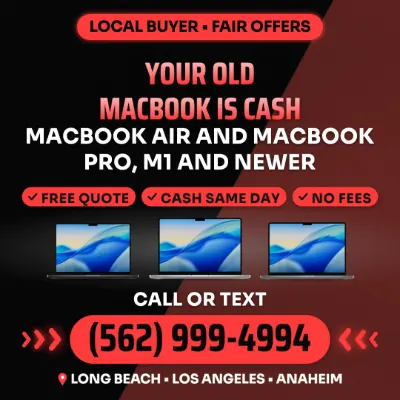 LOCAL BUYER • FAIR OFFERS
YOUR OLD
MACBOOK IS CASH
MACBOOK AIR AND MACBOOK
PRO, M1 AND NEWER
✓ FREE QUOTE ✓ CASH SAME DAY ✓ NO FEES
CALL OR TEXT
(562) 999-4994
LONG BEACH • LOS ANGELES • ANAHEIM